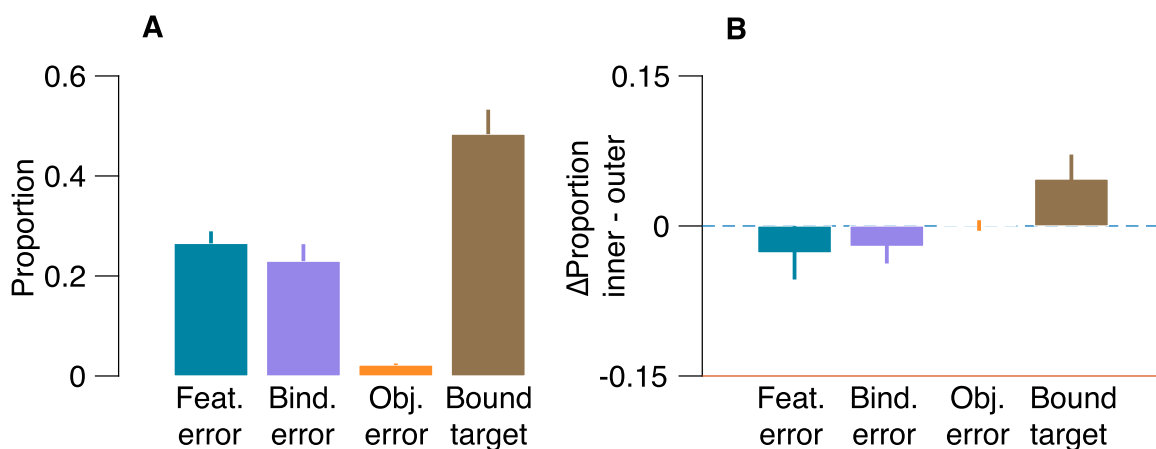 A
0.6
0.4
0.2
0
Proportion
Feat.
error
Bind.
error
Obj.
error
Bound
target
B
0.15
0
-0.15
ΔProportion
inner - outer
Feat.
error
Bind.
error
Obj.
error
Bound
target